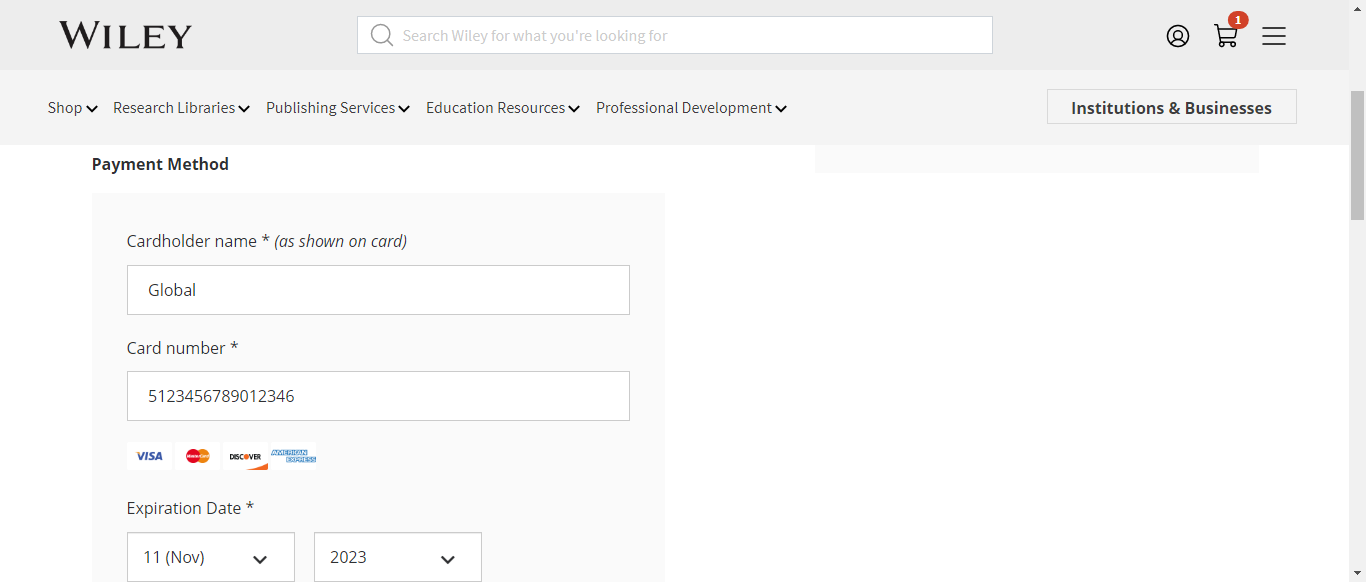 WILEY
Search Wiley for what you're looking for
1
Shop Research Libraries Publishing Services Education Resources Professional Development Institutions & Businesses
Payment Method
Cardholder name * (as shown on card)
Global
Card number *
5123456789012346
VISA MasterCard DISCOVER AMERICAN EXPRESS
Expiration Date *
11 (Nov) 2023